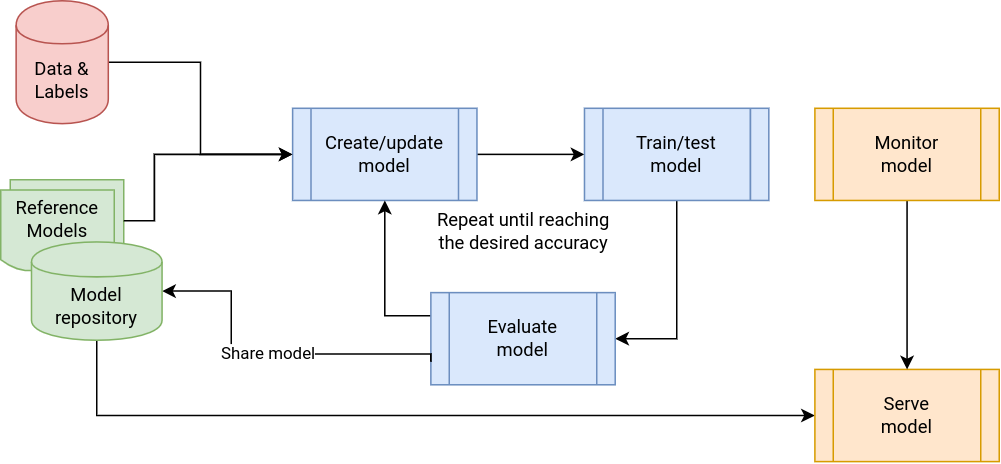 Data &
Labels
Create/update
model
Train/test
model
Monitor
model
Reference
Models
Repeat until reaching
the desired accuracy
Model
repository
Evaluate
model
Share model
Serve
model